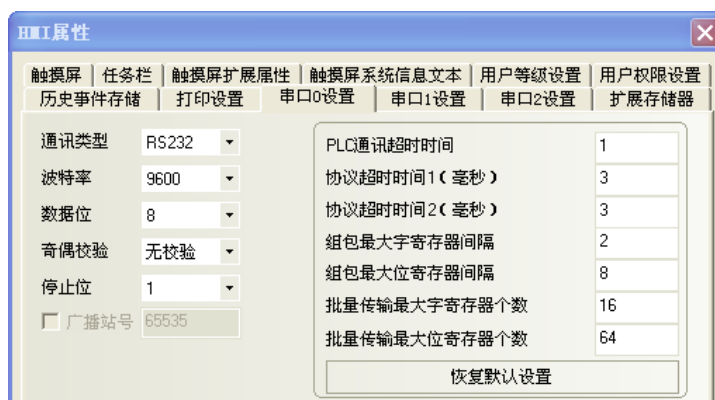 HMI属性
触摸屏 任务栏 触摸屏扩展属性 触摸屏系统信息文本 用户等级设置 用户权限设置
历史事件存储 打印设置 串口0设置 串口1设置 串口2设置 扩展存储器
通讯类型 RS232
波特率 9600
数据位 8
奇偶校验 无校验
停止位 1
广播站号 65535
PLC通讯超时时间 1
协议超时时间1(毫秒) 3
协议超时时间2(毫秒) 3
组包最大字寄存器间隔 2
组包最大位寄存器间隔 8
批量传输最大字寄存器个数 16
批量传输最大位寄存器个数 64
恢复默认设置